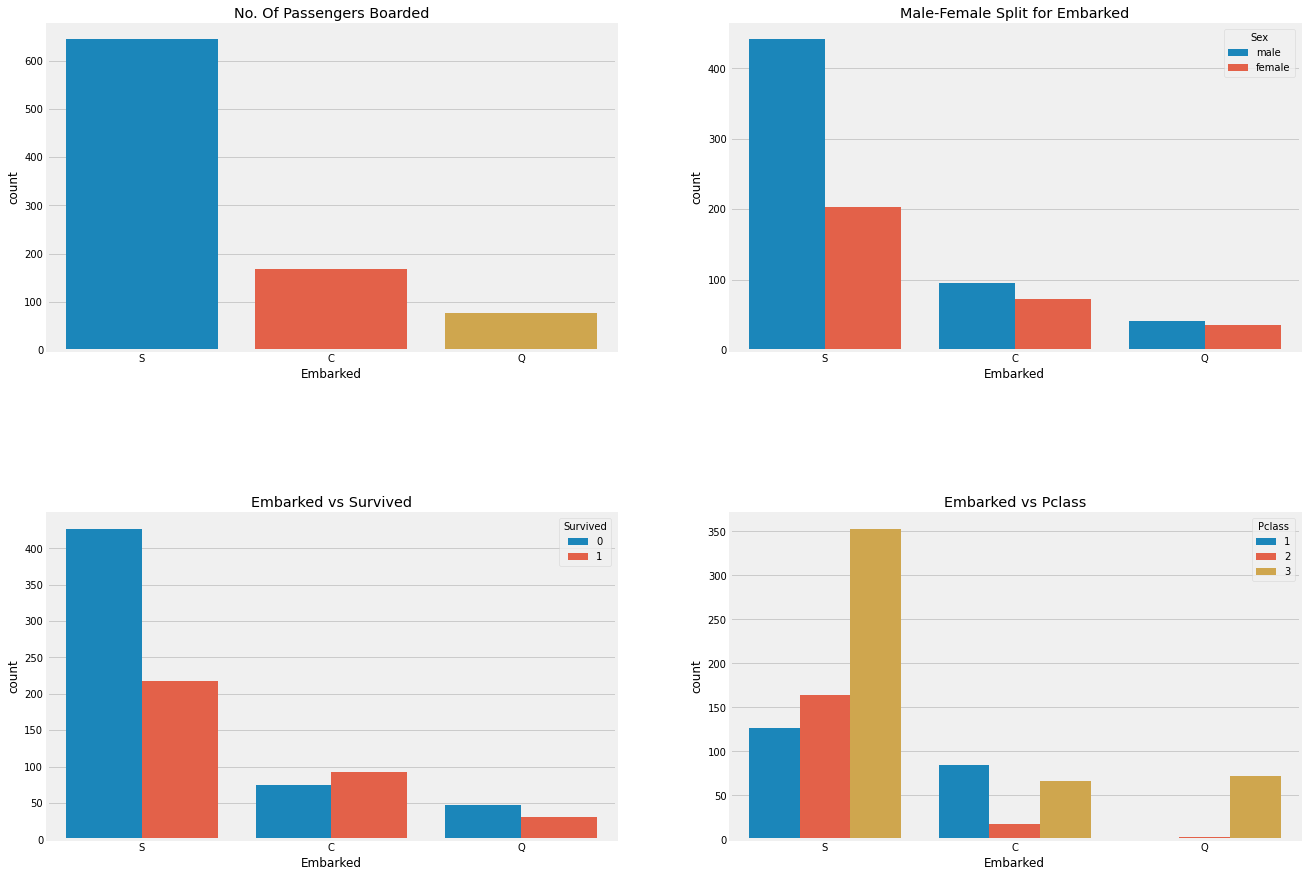 No. Of Passengers Boarded
600
500
400
300
200
100
0
count
S C Q
Embarked
Male-Female Split for Embarked
Sex
male
female
400
300
200
100
0
count
S C Q
Embarked
Embarked vs Survived
Survived
0
1
400
350
300
250
200
150
100
50
0
count
S C Q
Embarked
Embarked vs Pclass
Pclass
1
2
3
350
300
250
200
150
100
50
0
count
S C Q
Embarked